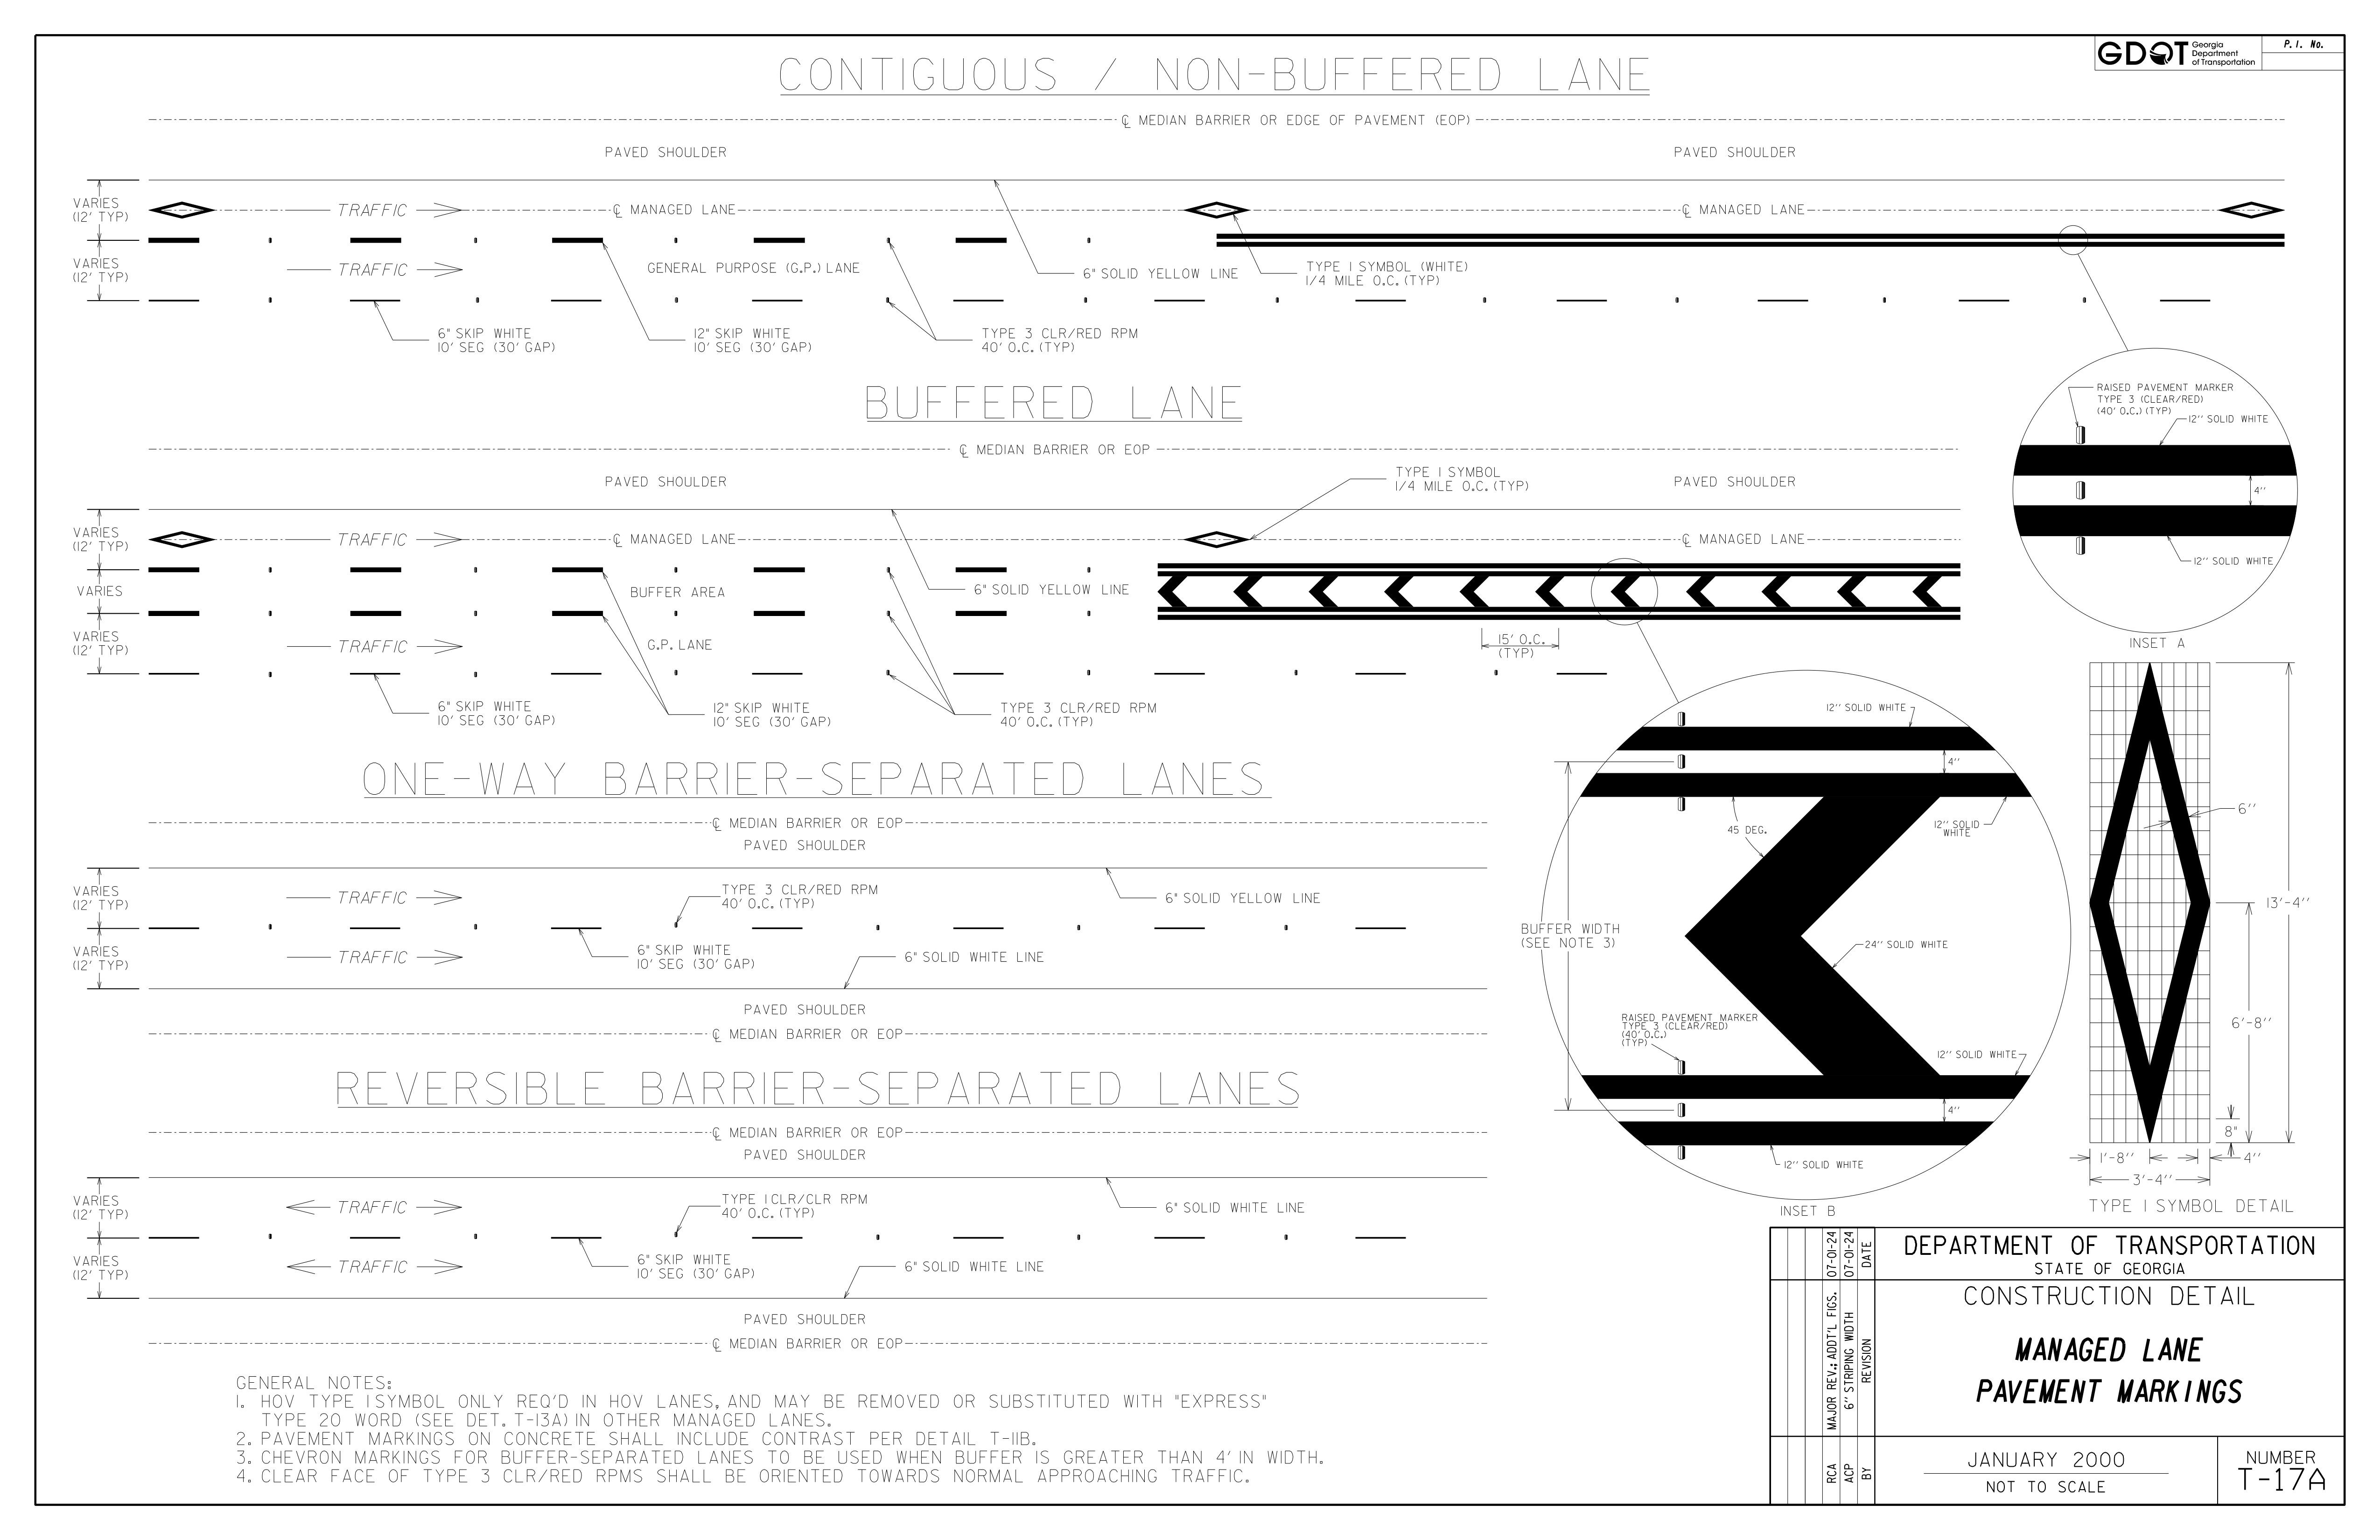 GDOT Georgia
Department
of Transportation
P. I. No.
CONTIGUOUS / NON-BUFFERED LANE
℄ MEDIAN BARRIER OR EDGE OF PAVEMENT (EOP)
PAVED SHOULDER
PAVED SHOULDER
VARIES
(12' TYP)
TRAFFIC
℄ MANAGED LANE
℄ MANAGED LANE
VARIES
(12' TYP)
TRAFFIC
GENERAL PURPOSE (G.P.) LANE
6" SOLID YELLOW LINE
TYPE 1 SYMBOL (WHITE)
1/4 MILE O.C. (TYP)
6" SKIP WHITE
10' SEG (30' GAP)
12" SKIP WHITE
10' SEG (30' GAP)
TYPE 3 CLR/RED RPM
40' O.C. (TYP)
RAISED PAVEMENT MARKER
TYPE 3 (CLEAR/RED)
(40' O.C.) (TYP)
12'' SOLID WHITE
4''
12'' SOLID WHITE
INSET A
BUFFERED LANE
℄ MEDIAN BARRIER OR EOP
PAVED SHOULDER
TYPE 1 SYMBOL
1/4 MILE O.C. (TYP)
PAVED SHOULDER
VARIES
(12' TYP)
TRAFFIC
℄ MANAGED LANE
℄ MANAGED LANE
VARIES
BUFFER AREA
6" SOLID YELLOW LINE
VARIES
(12' TYP)
TRAFFIC
G.P. LANE
15' O.C.
(TYP)
6" SKIP WHITE
10' SEG (30' GAP)
12" SKIP WHITE
10' SEG (30' GAP)
TYPE 3 CLR/RED RPM
40' O.C. (TYP)
12'' SOLID WHITE
4''
45 DEG.
12'' SOLID
WHITE
BUFFER WIDTH
(SEE NOTE 3)
24'' SOLID WHITE
RAISED PAVEMENT MARKER
TYPE 3 (CLEAR/RED)
(40' O.C.)
(TYP)
12'' SOLID WHITE
4''
12'' SOLID WHITE
INSET B
6''
13'-4''
6'-8''
8"
1'-8''
4''
3'-4''
TYPE 1 SYMBOL DETAIL
ONE-WAY BARRIER-SEPARATED LANES
℄ MEDIAN BARRIER OR EOP
PAVED SHOULDER
VARIES
(12' TYP)
TRAFFIC
TYPE 3 CLR/RED RPM
40' O.C. (TYP)
6" SOLID YELLOW LINE
VARIES
(12' TYP)
TRAFFIC
6" SKIP WHITE
10' SEG (30' GAP)
6" SOLID WHITE LINE
PAVED SHOULDER
℄ MEDIAN BARRIER OR EOP
REVERSIBLE BARRIER-SEPARATED LANES
℄ MEDIAN BARRIER OR EOP
PAVED SHOULDER
VARIES
(12' TYP)
TRAFFIC
TYPE 1 CLR/CLR RPM
40' O.C. (TYP)
6" SOLID WHITE LINE
VARIES
(12' TYP)
TRAFFIC
6" SKIP WHITE
10' SEG (30' GAP)
6" SOLID WHITE LINE
PAVED SHOULDER
℄ MEDIAN BARRIER OR EOP
GENERAL NOTES:
1. HOV TYPE 1 SYMBOL ONLY REQ'D IN HOV LANES, AND MAY BE REMOVED OR SUBSTITUTED WITH "EXPRESS"
TYPE 20 WORD (SEE DET. T-13A) IN OTHER MANAGED LANES.
2. PAVEMENT MARKINGS ON CONCRETE SHALL INCLUDE CONTRAST PER DETAIL T-11B.
3. CHEVRON MARKINGS FOR BUFFER-SEPARATED LANES TO BE USED WHEN BUFFER IS GREATER THAN 4' IN WIDTH.
4. CLEAR FACE OF TYPE 3 CLR/RED RPMS SHALL BE ORIENTED TOWARDS NORMAL APPROACHING TRAFFIC.
RCA MAJOR REV.; ADDT'L FIGS. 07-01-24
ACP 6" STRIPING WIDTH 07-01-24
BY REVISION DATE
DEPARTMENT OF TRANSPORTATION
STATE OF GEORGIA
CONSTRUCTION DETAIL
MANAGED LANE
PAVEMENT MARKINGS
JANUARY 2000
NOT TO SCALE
NUMBER
T-17A